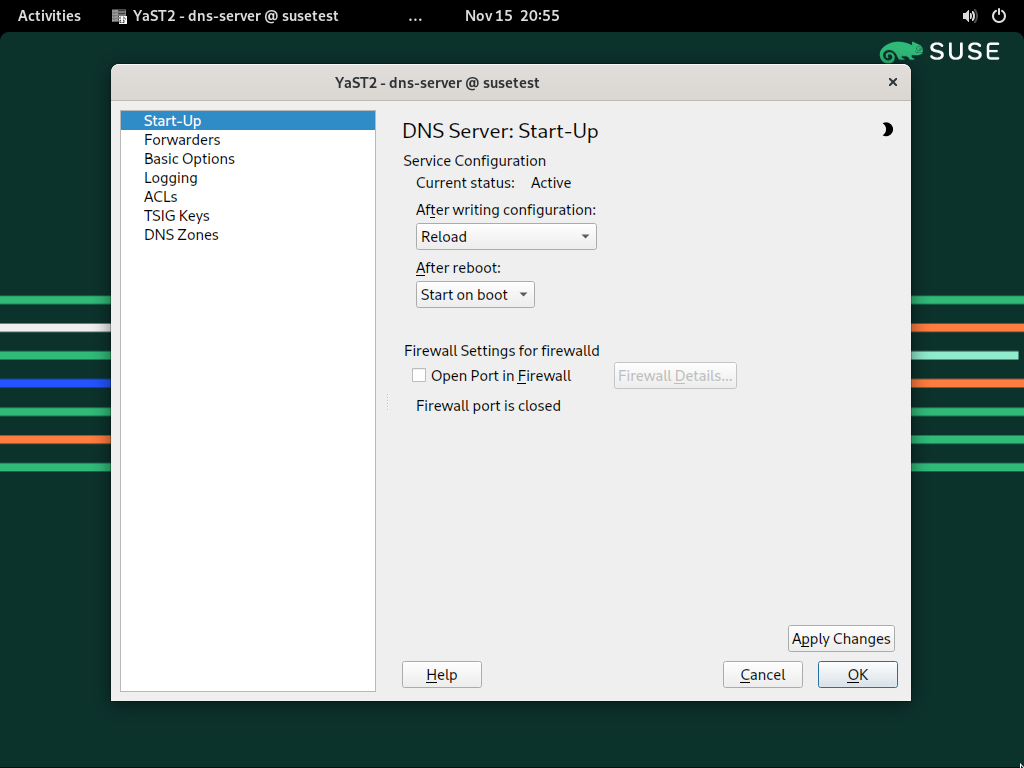 Activities YaST2 - dns-server @ susetest ... Nov 15 20:55
SUSE
YaST2 - dns-server @ susetest
Start-Up
Forwarders
Basic Options
Logging
ACLs
TSIG Keys
DNS Zones
DNS Server: Start-Up
Service Configuration
Current status: Active
After writing configuration:
Reload
After reboot:
Start on boot
Firewall Settings for firewalld
Open Port in Firewall Firewall Details...
Firewall port is closed
Apply Changes
Help Cancel OK